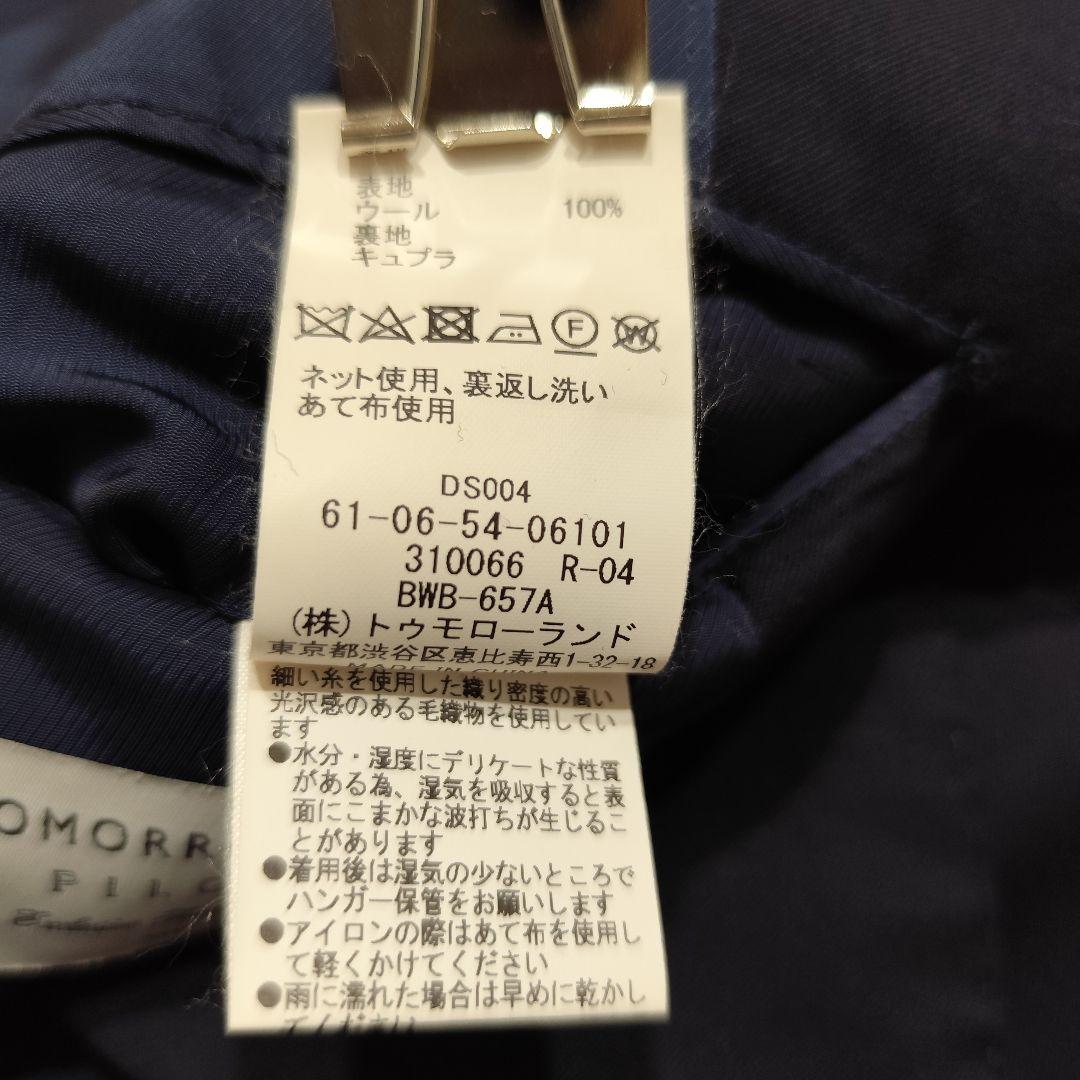 表地
ウール 100%
裏地
キュプラ
F
W
ネット使用、裏返し洗い
あて布使用
DS004
61-06-54-06101
310066 R-04
BWB-657A
(株)トゥモローランド
東京都渋谷区恵比寿西1-32-18
MADE IN CHINA
細い糸を使用した織り密度の高い
光沢感のある毛織物を使用してい
ます
●水分・湿度にデリケートな性質
がある為、湿気を吸収すると表
面にこまかな波打ちが生じるこ
とがあります
●着用後は湿気の少ないところで
ハンガー保管をお願いします
●アイロンの際はあて布を使用し
て軽くかけてください
●雨に濡れた場合は早めに乾かし
てください
OMORR
PILO